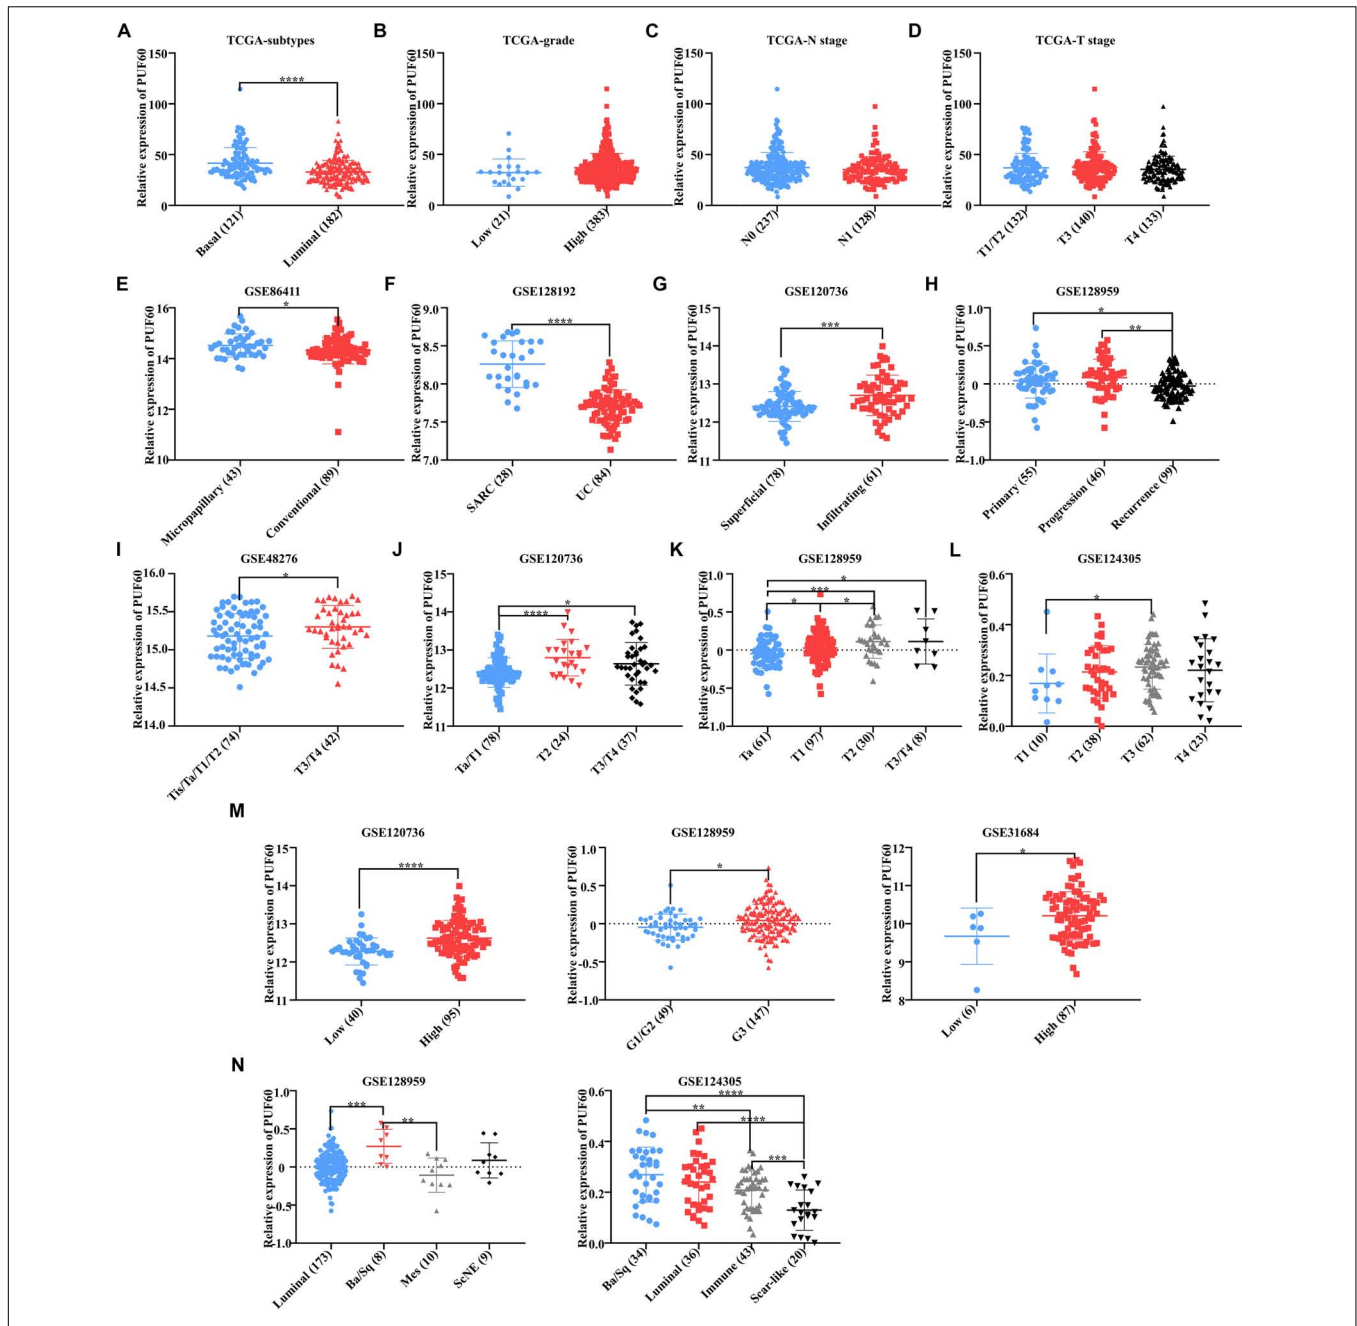 A
TCGA-subtypes
Relative expression of PUF60
150
100
50
0
****
Basal (121)
Luminal (182)
B
TCGA-grade
Relative expression of PUF60
150
100
50
0
Low (21)
High (383)
C
TCGA-N stage
Relative expression of PUF60
150
100
50
0
N0 (237)
N1 (128)
D
TCGA-T stage
Relative expression of PUF60
150
100
50
0
T1/T2 (132)
T3 (140)
T4 (133)
E
GSE86411
Relative expression of PUF60
16
14
12
10
*
Micropapillary (43)
Conventional (89)
F
GSE128192
Relative expression of PUF60
9.0
8.5
8.0
7.5
7.0
****
SARC (28)
UC (84)
G
GSE120736
Relative expression of PUF60
15
14
13
12
11
***
Superficial (78)
Infiltrating (61)
H
GSE128959
Relative expression of PUF60
1.0
0.5
0
-0.5
-1.0
*
**
Primary (55)
Progression (46)
Recurrence (99)
I
GSE48276
Relative expression of PUF60
16.0
15.5
15.0
14.5
14.0
*
Tis/Ta/T1/T2 (74)
T3/T4 (42)
J
GSE120736
Relative expression of PUF60
15
14
13
12
11
*
****
Ta/T1 (78)
T2 (24)
T3/T4 (37)
K
GSE128959
Relative expression of PUF60
1.0
0.5
0
-0.5
-1.0
*
***
*
*
Ta (61)
T1 (97)
T2 (30)
T3/T4 (8)
L
GSE124305
Relative expression of PUF60
0.6
0.4
0.2
0.0
*
T1 (10)
T2 (38)
T3 (62)
T4 (23)
M
GSE120736
Relative expression of PUF60
15
14
13
12
11
****
Low (40)
High (95)
GSE128959
Relative expression of PUF60
1.0
0.5
0
-0.5
-1.0
*
G1/G2 (49)
G3 (147)
GSE31684
Relative expression of PUF60
12
11
10
9
8
*
Low (6)
High (87)
N
GSE128959
Relative expression of PUF60
1.0
0.5
0
-0.5
-1.0
***
**
Luminal (173)
Ba/Sq (8)
Mes (10)
ScNE (9)
GSE124305
Relative expression of PUF60
0.6
0.4
0.2
0.0
****
**
****
***
Ba/Sq (34)
Luminal (36)
Immune (43)
Scar-like (20)